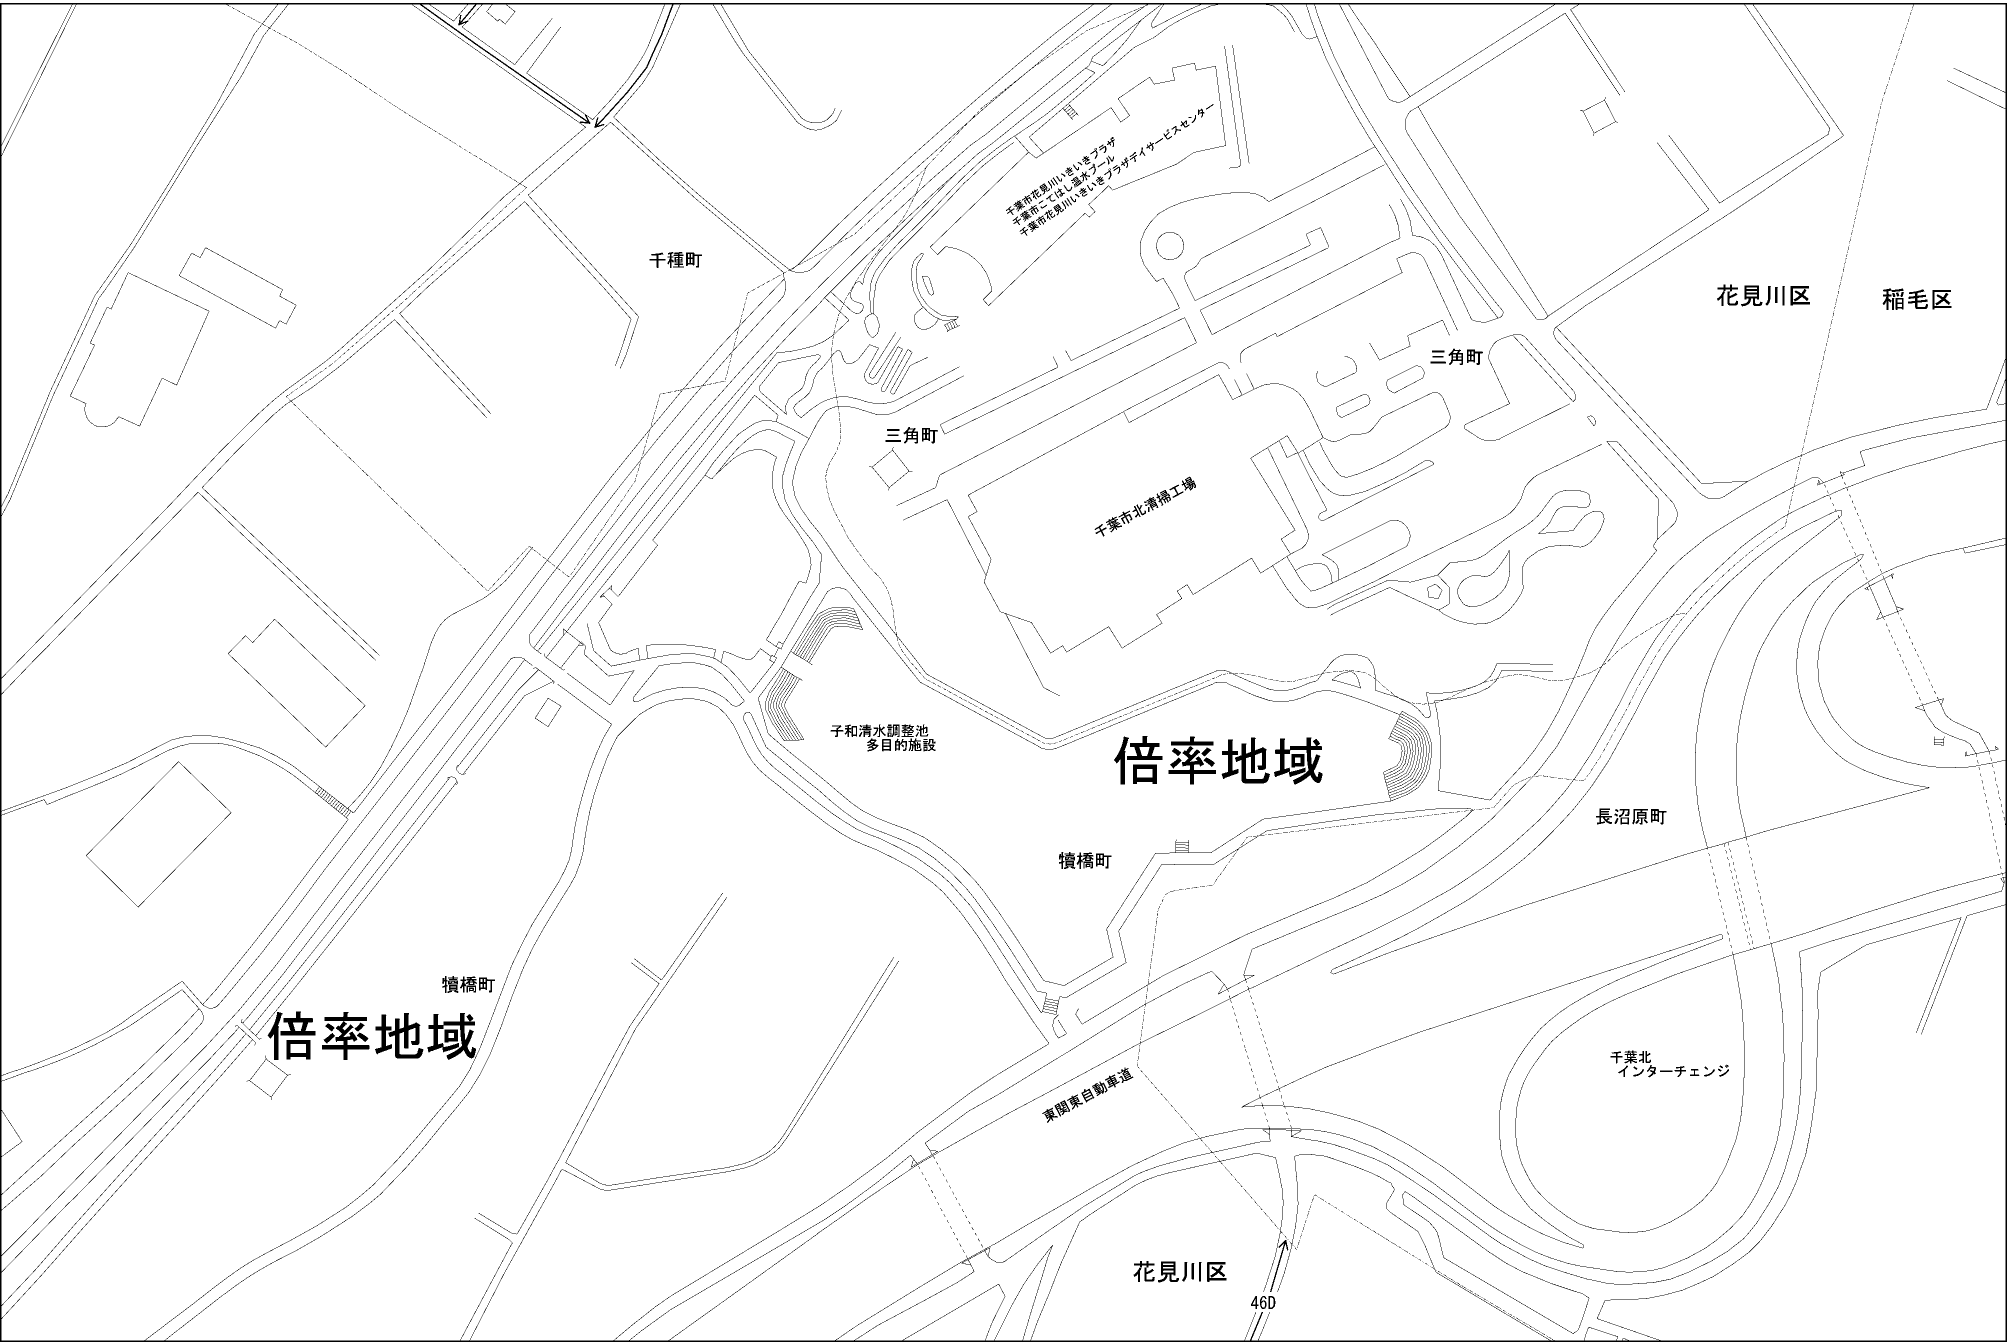 千葉市花見川いきいきプラザ
千葉市こてはし温水プール
千葉市花見川いきいきプラザデイサービスセンター
千種町
花見川区
稲毛区
三角町
三角町
千葉市北清掃工場
子和清水調整池
多目的施設
倍率地域
長沼原町
犢橋町
犢橋町
倍率地域
千葉北
インターチェンジ
東関東自動車道
花見川区
46D